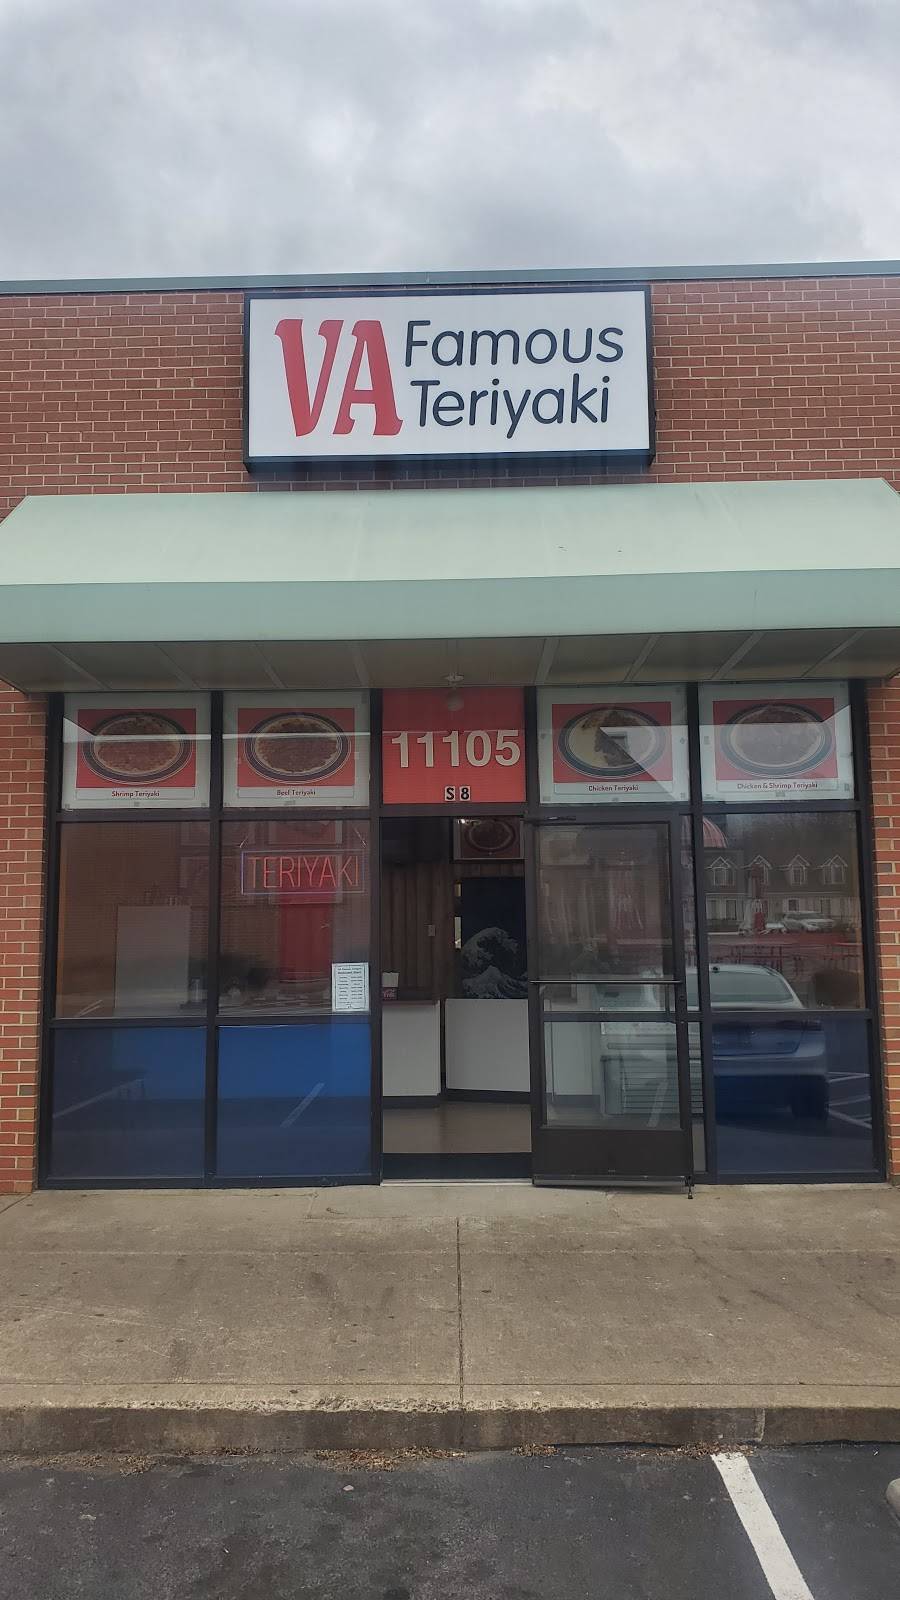 VA Famous
Teriyaki
Shrimp Teriyaki
Beef Teriyaki
11105
S 8
Chicken Teriyaki
Chicken & Shrimp Teriyaki
TERIYAKI